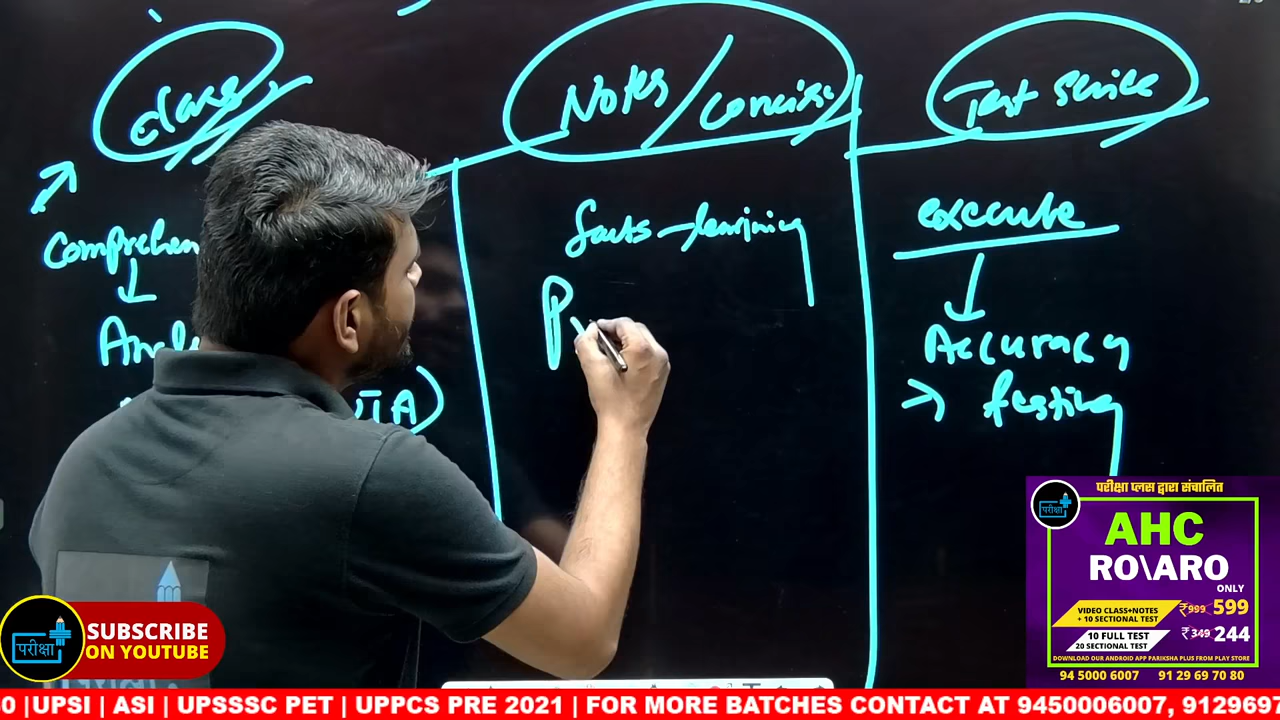 class
Notes/concise
Test Series
comprehen
facts - learning
execute
P
Accuracy
testing
परीक्षा प्लस द्वारा संचालित
परीक्षा
AHC
RO\ARO
ONLY
VIDEO CLASS+NOTES
+ 10 SECTIONAL TEST
₹999 599
10 FULL TEST
20 SECTIONAL TEST
₹349 244
DOWNLOAD OUR ANDROID APP PARIKSHA PLUS FROM PLAY STORE
94 5000 6007 91 29 69 70 80
परीक्षा
SUBSCRIBE
ON YOUTUBE
0 |UPSI | ASI | UPSSSC PET | UPPCS PRE 2021 | FOR MORE BATCHES CONTACT AT 9450006007, 912969